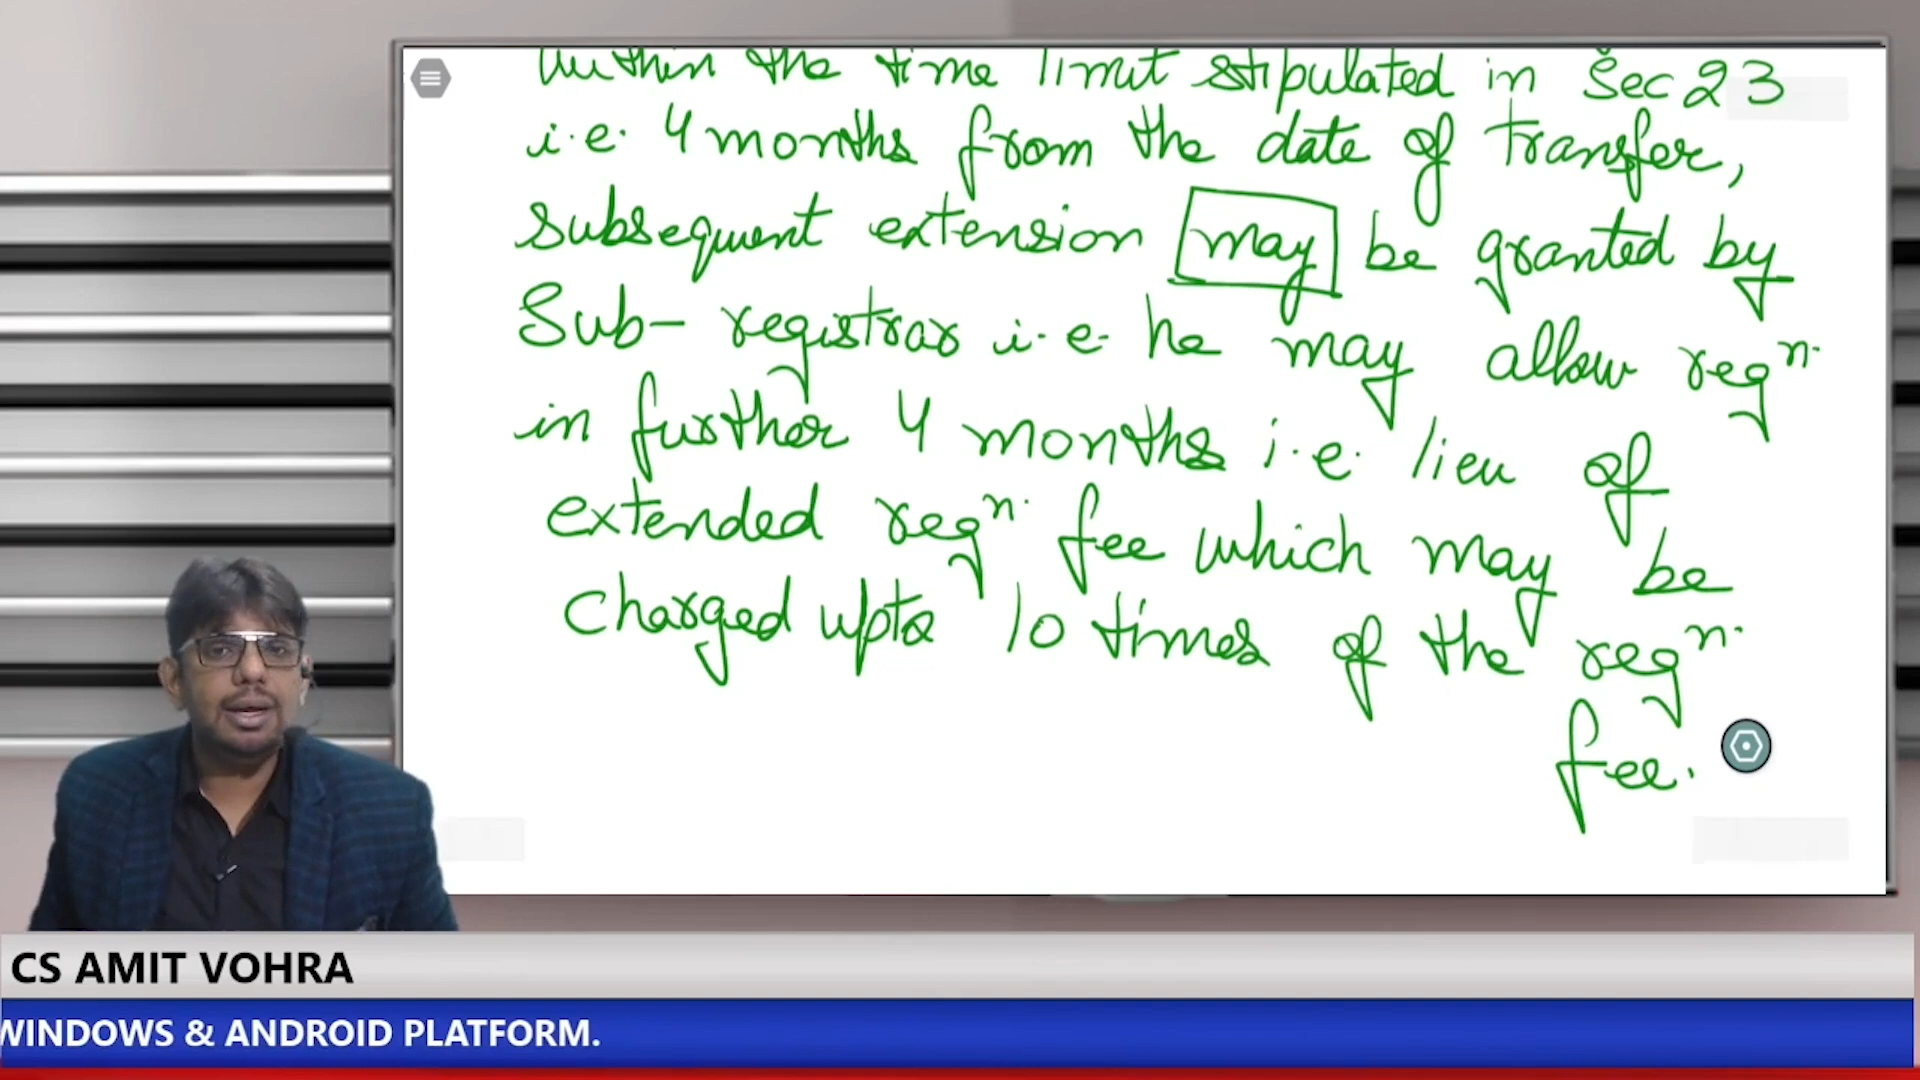 within the time limit stipulated in Sec 23
i.e. 4 months from the date of transfer,
subsequent extension may be granted by
Sub-registrar i.e. he may allow regn.
in further 4 months i.e. lieu of
extended regn. fee which may be
charged upto 10 times of the regn.
fee.
CS AMIT VOHRA
WINDOWS & ANDROID PLATFORM.